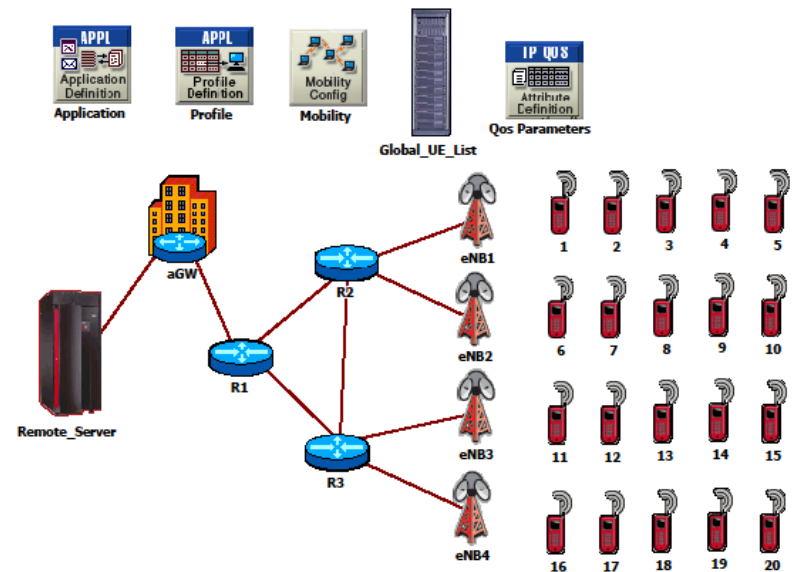 APPL
Application
Definition
Application
APPL
Profile
Definition
Profile
Mobility
Config
Mobility
Global_UE_List
IP QOS
Attribute
Definition
Qos Parameters
aGW
Remote_Server
R1
R2
R3
eNB1
eNB2
eNB3
eNB4
1 2 3 4 5
6 7 8 9 10
11 12 13 14 15
16 17 18 19 20